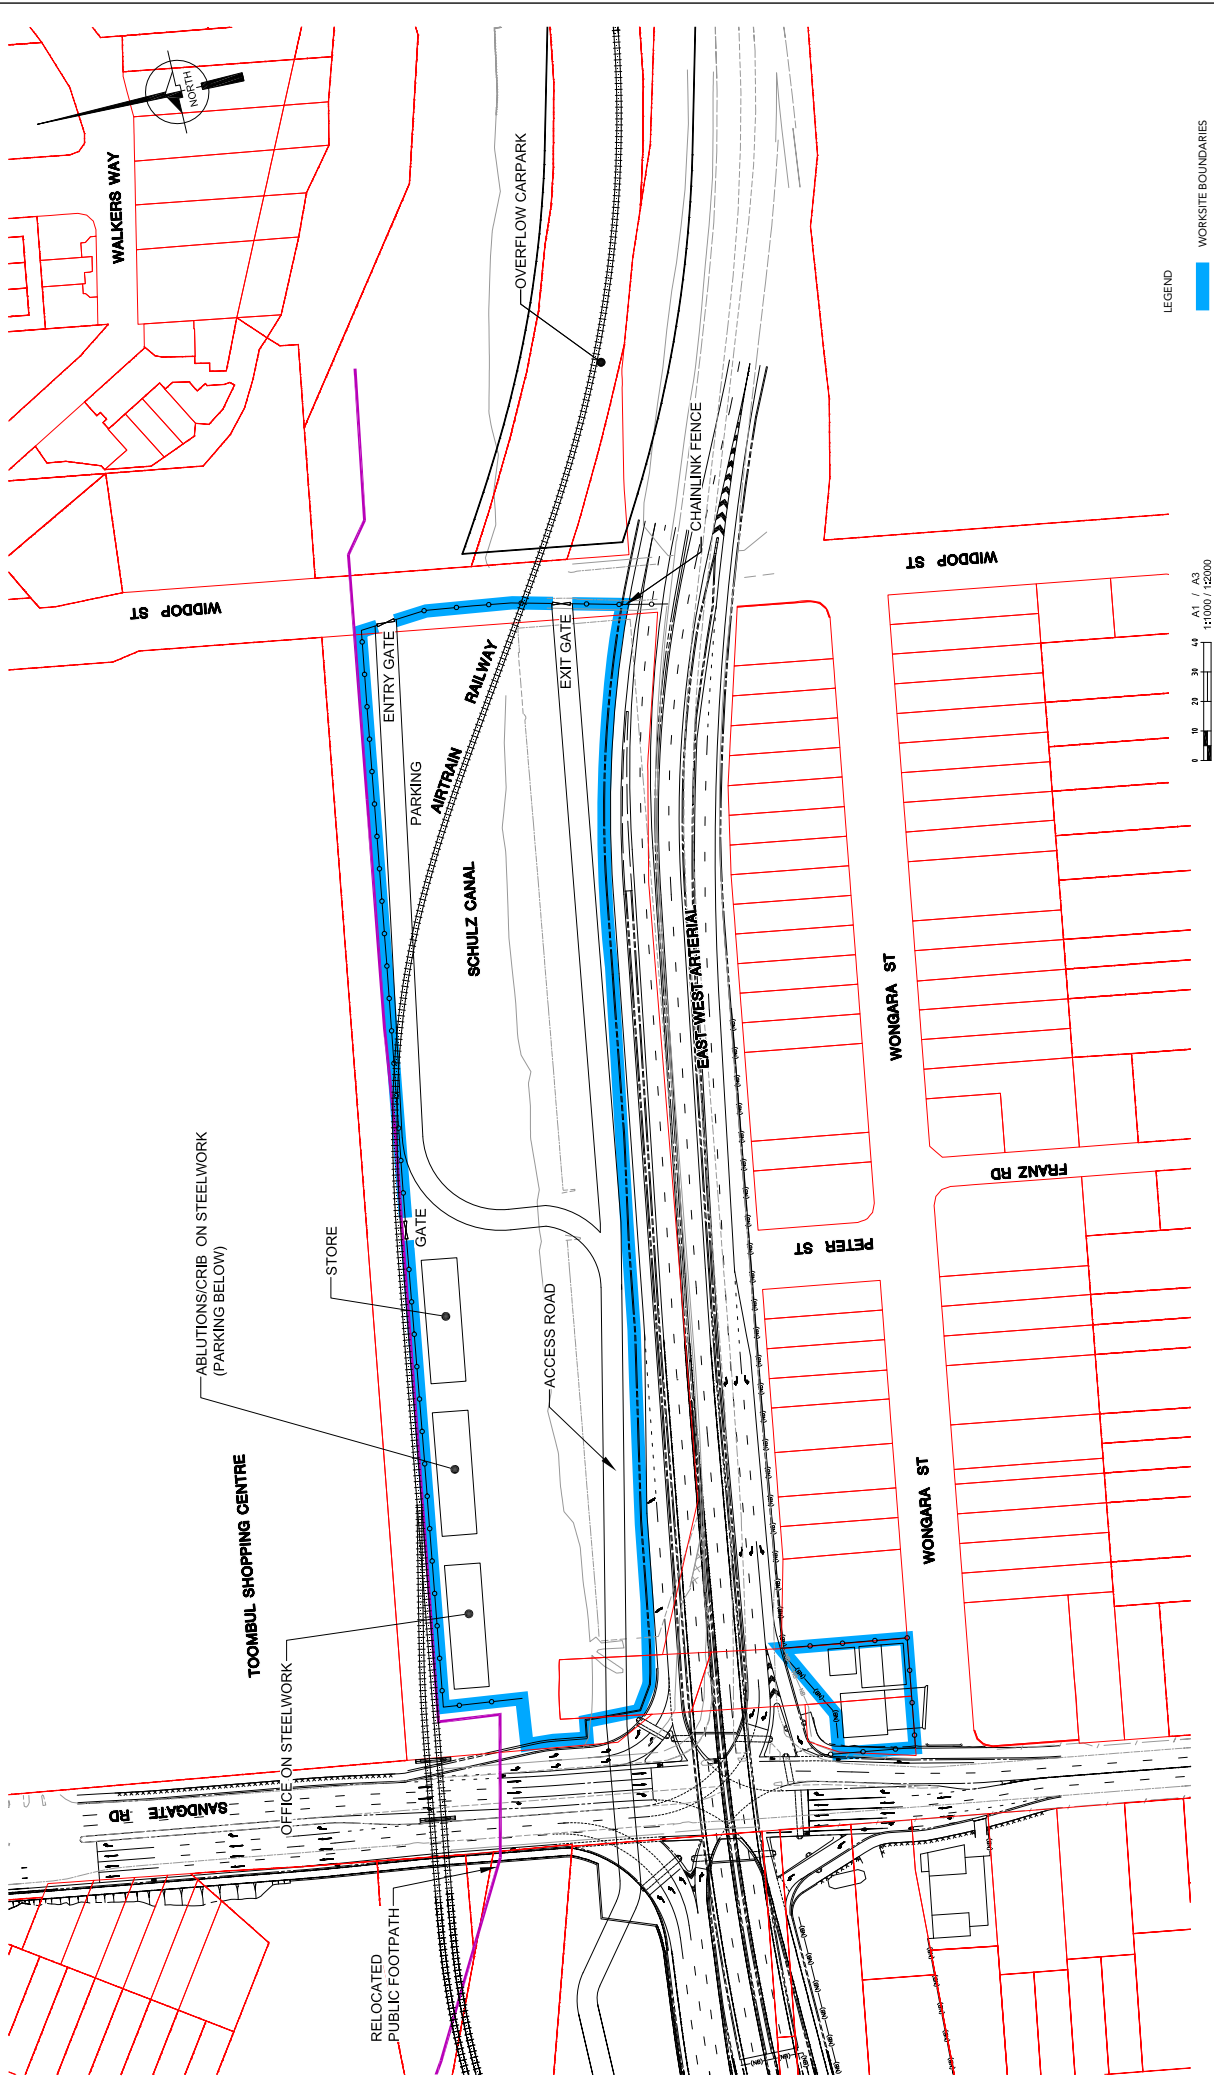 NORTH
WALKERS WAY
OVERFLOW CARPARK
LEGEND
WORKSITE BOUNDARIES
CHAINLINK FENCE
WIDDOP ST
WIDDOP ST
ENTRY GATE
EXIT GATE
PARKING
AIRTRAIN RAILWAY
SCHULZ CANAL
EAST-WEST ARTERIAL
WONGARA ST
FRANZ RD
PETER ST
WONGARA ST
0 10 20 30 40
A1 / A3
1:1000 / 1:2000
ABLUTIONS/CRIB ON STEELWORK
(PARKING BELOW)
STORE
GATE
ACCESS ROAD
TOOMBUL SHOPPING CENTRE
OFFICE ON STEELWORK
SANDGATE RD
RELOCATED
PUBLIC FOOTPATH